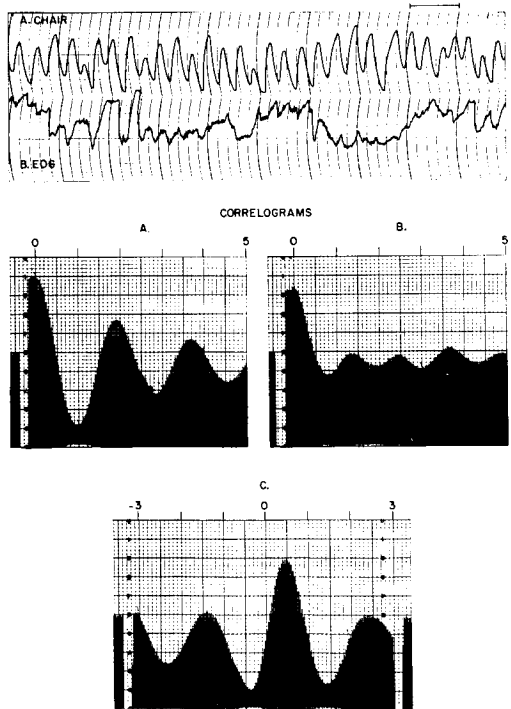 A. CHAIR
B. EOG
CORRELOGRAMS
A.
B.
0 5
0 5
C.
-3 0 3